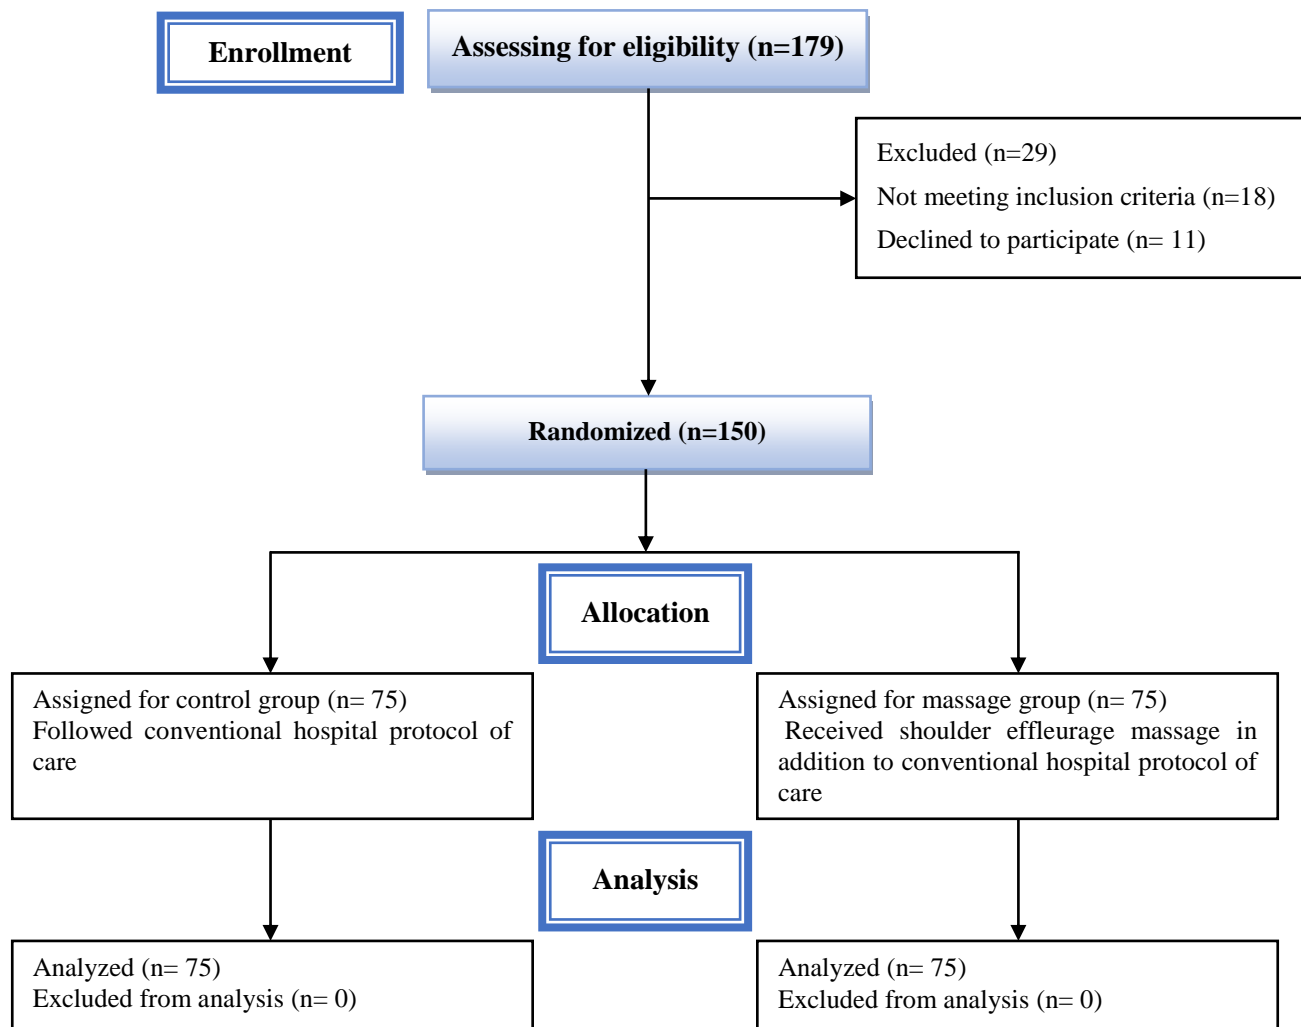 Enrollment
Assessing for eligibility (n=179)
Excluded (n=29)
Not meeting inclusion criteria (n=18)
Declined to participate (n= 11)
Randomized (n=150)
Allocation
Assigned for control group (n= 75)
Followed conventional hospital protocol of
care
Assigned for massage group (n= 75)
Received shoulder effleurage massage in
addition to conventional hospital protocol of
care
Analysis
Analyzed (n= 75)
Excluded from analysis (n= 0)
Analyzed (n= 75)
Excluded from analysis (n= 0)